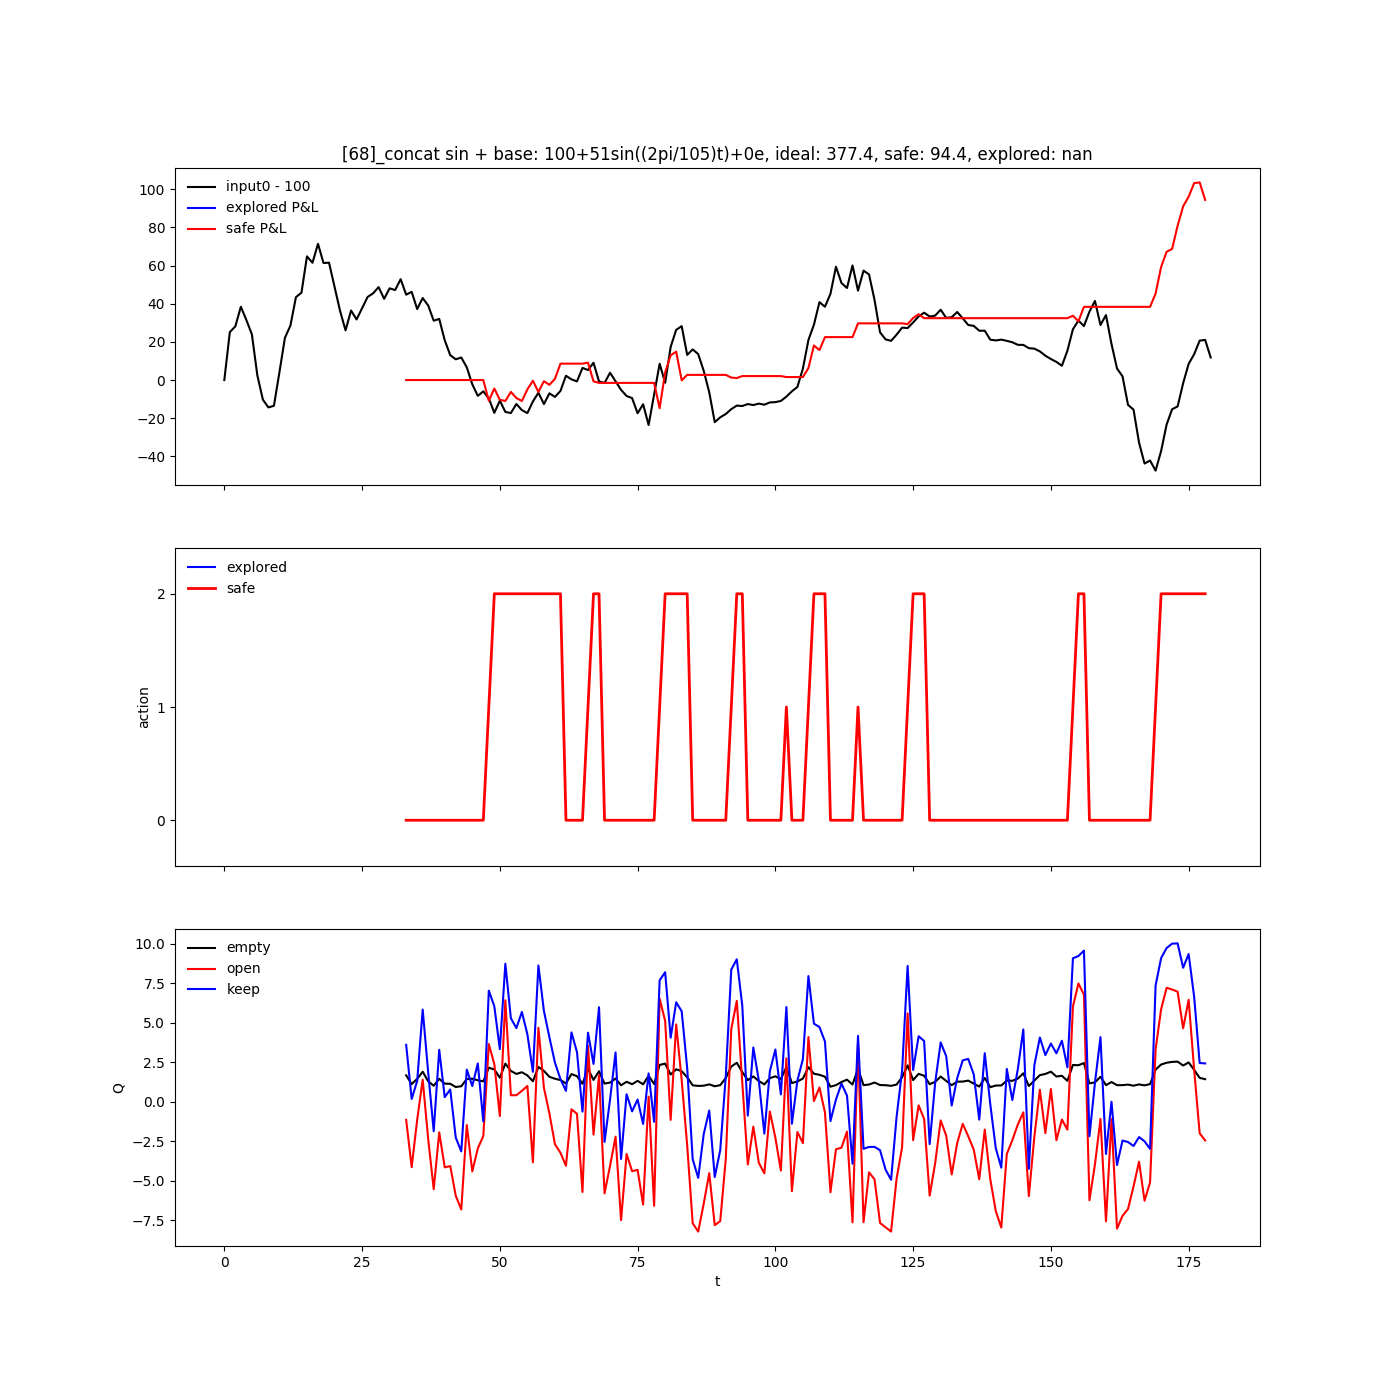 [68]_concat sin + base: 100+51sin((2pi/105)t)+0e, ideal: 377.4, safe: 94.4, explored: nan
100
80
60
40
20
0
−20
−40
input0 - 100
explored P&L
safe P&L
2
1
0
action
explored
safe
10.0
7.5
5.0
2.5
0.0
−2.5
−5.0
−7.5
Q
empty
open
keep
0
25
50
75
100
125
150
175
t